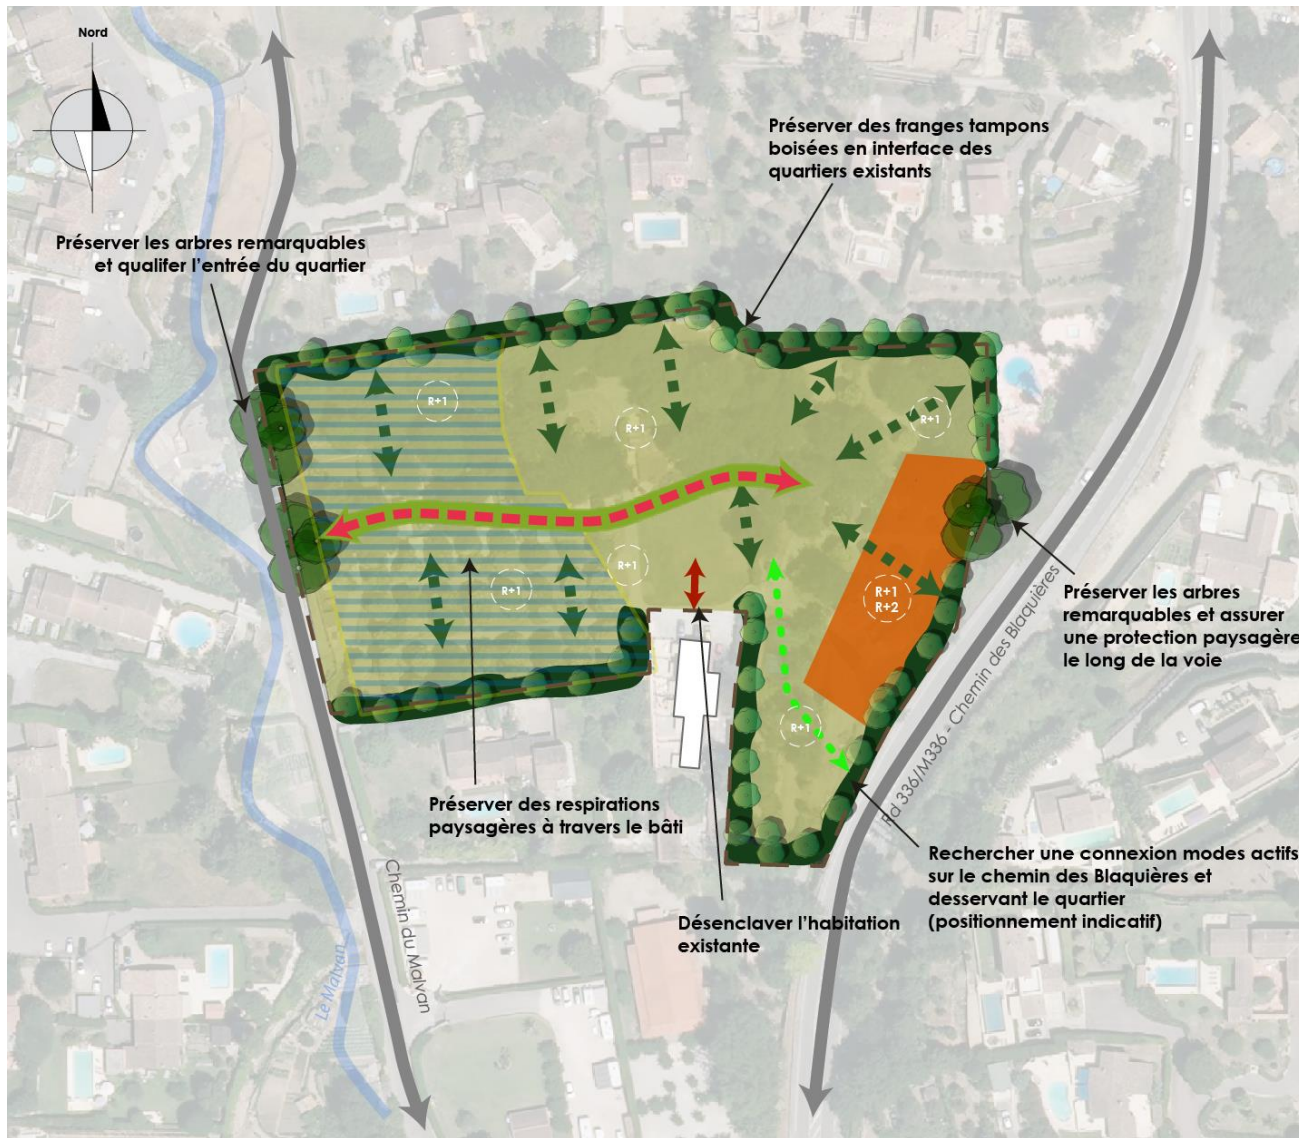 Nord
Préserver des franges tampons
boisées en interface des
quartiers existants
Préserver les arbres remarquables
et qualifer l'entrée du quartier
R+1
R+1
R+1
R+1
R+1
R+1
R+2
R+1
Préserver les arbres
remarquables et assurer
une protection paysagère
le long de la voie
Rd 336/M336 - Chemin des Blaquières
Préserver des respirations
paysagères à travers le bâti
Rechercher une connexion modes actifs
sur le chemin des Blaquières et
desservant le quartier
(positionnement indicatif)
Désenclaver l'habitation
existante
Chemin du Malvan
Le Malvan